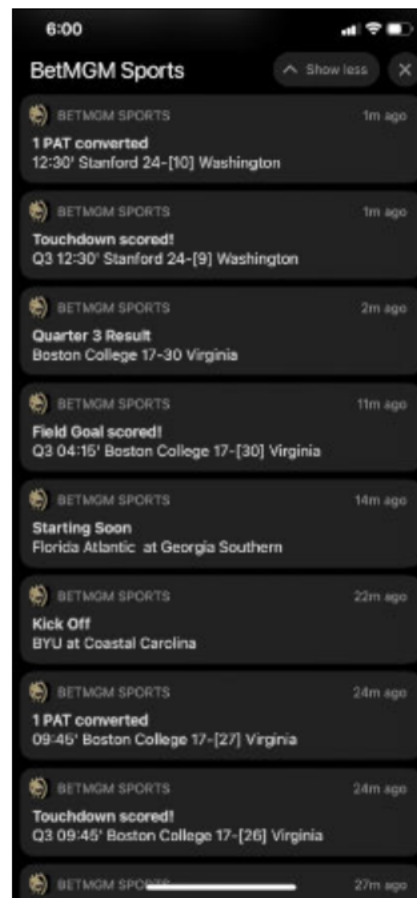 6:00
BetMGM Sports
Show less
BETMGM SPORTS 1m ago
1 PAT converted
12:30' Stanford 24-[10] Washington
BETMGM SPORTS 1m ago
Touchdown scored!
Q3 12:30' Stanford 24-[9] Washington
BETMGM SPORTS 2m ago
Quarter 3 Result
Boston College 17-30 Virginia
BETMGM SPORTS 11m ago
Field Goal scored!
Q3 04:15' Boston College 17-[30] Virginia
BETMGM SPORTS 14m ago
Starting Soon
Florida Atlantic at Georgia Southern
BETMGM SPORTS 22m ago
Kick Off
BYU at Coastal Carolina
BETMGM SPORTS 24m ago
1 PAT converted
09:45' Boston College 17-[27] Virginia
BETMGM SPORTS 24m ago
Touchdown scored!
Q3 09:45' Boston College 17-[26] Virginia
BETMGM SPORTS 27m ago